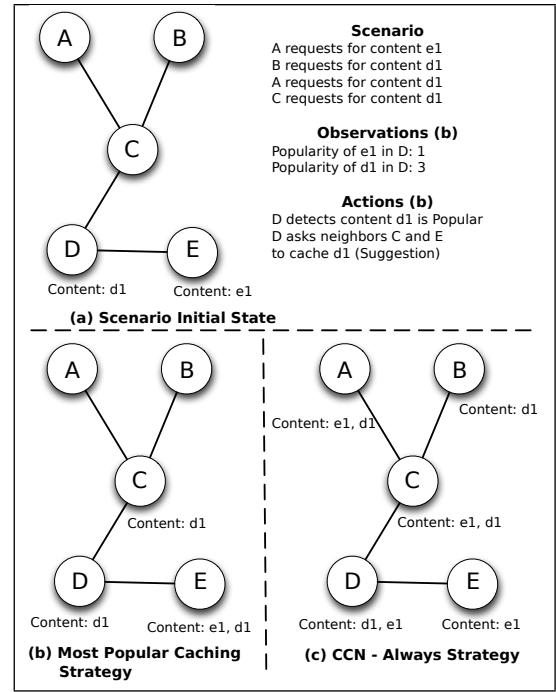 A
B
C
D
E
Content: d1
Content: e1
Scenario
A requests for content e1
B requests for content d1
A requests for content d1
C requests for content d1
Observations (b)
Popularity of e1 in D: 1
Popularity of d1 in D: 3
Actions (b)
D detects content d1 is Popular
D asks neighbors C and E
to cache d1 (Suggestion)
(a) Scenario Initial State
A
B
C
Content: d1
D
E
Content: d1
Content: e1, d1
(b) Most Popular Caching
Strategy
A
B
Content: e1, d1
Content: d1
C
Content: e1, d1
D
E
Content: d1, e1
Content: e1
(c) CCN - Always Strategy